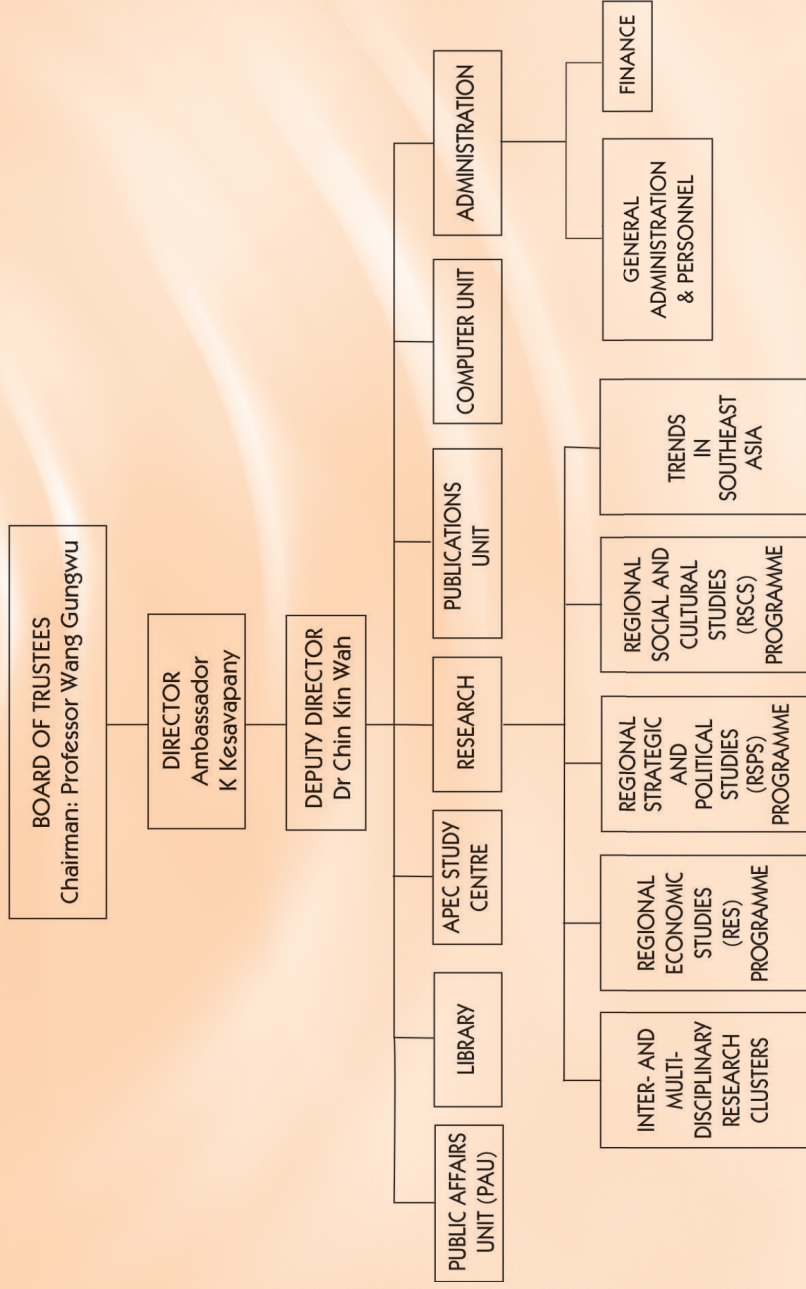 BOARD OF TRUSTEES
Chairman: Professor Wang Gungwu
DIRECTOR
Ambassador
K Kesavapany
DEPUTY DIRECTOR
Dr Chin Kin Wah
PUBLIC AFFAIRS
UNIT (PAU)
LIBRARY
APEC STUDY
CENTRE
RESEARCH
PUBLICATIONS
UNIT
COMPUTER UNIT
ADMINISTRATION
INTER- AND
MULTI-
DISCIPLINARY
RESEARCH
CLUSTERS
REGIONAL
ECONOMIC
STUDIES
(RES)
PROGRAMME
REGIONAL
STRATEGIC
AND
POLITICAL
STUDIES
(RSPS)
PROGRAMME
REGIONAL
SOCIAL AND
CULTURAL
STUDIES
(RSCS)
PROGRAMME
TRENDS
IN
SOUTHEAST
ASIA
GENERAL
ADMINISTRATION
& PERSONNEL
FINANCE